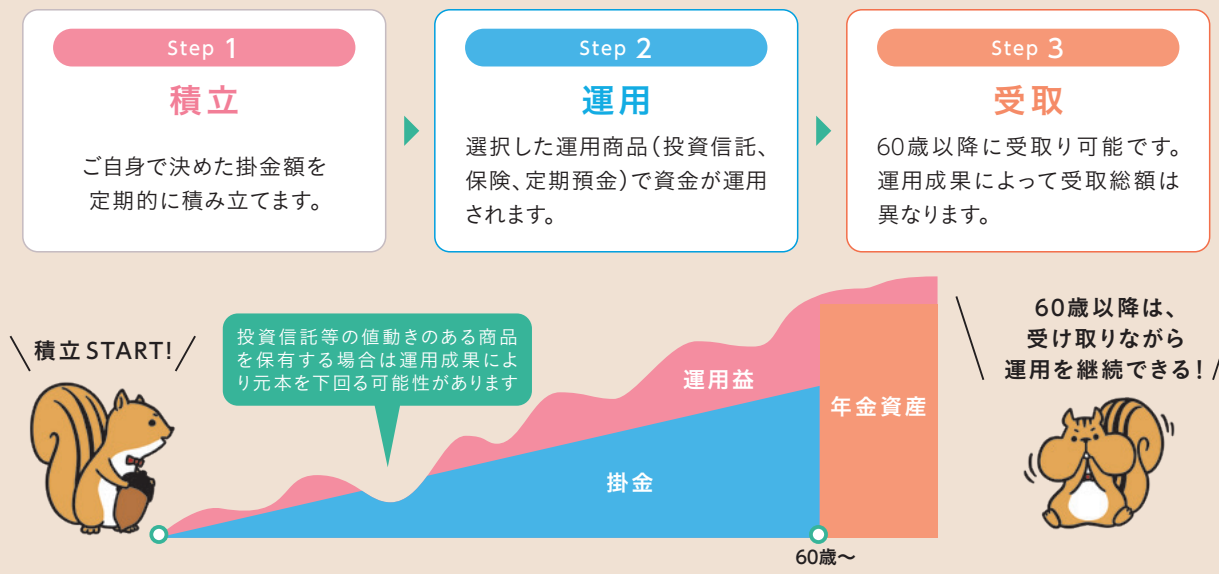 Step 1
積立
ご自身で決めた掛金額を
定期的に積み立てます。
Step 2
運用
選択した運用商品(投資信託、
保険、定期預金)で資金が運用
されます。
Step 3
受取
60歳以降に受取り可能です。
運用成果によって受取総額は
異なります。
積立START!
投資信託等の値動きのある商品
を保有する場合は運用成果によ
り元本を下回る可能性があります
運用益
掛金
年金資産
60歳〜
60歳以降は、
受け取りながら
運用を継続できる!